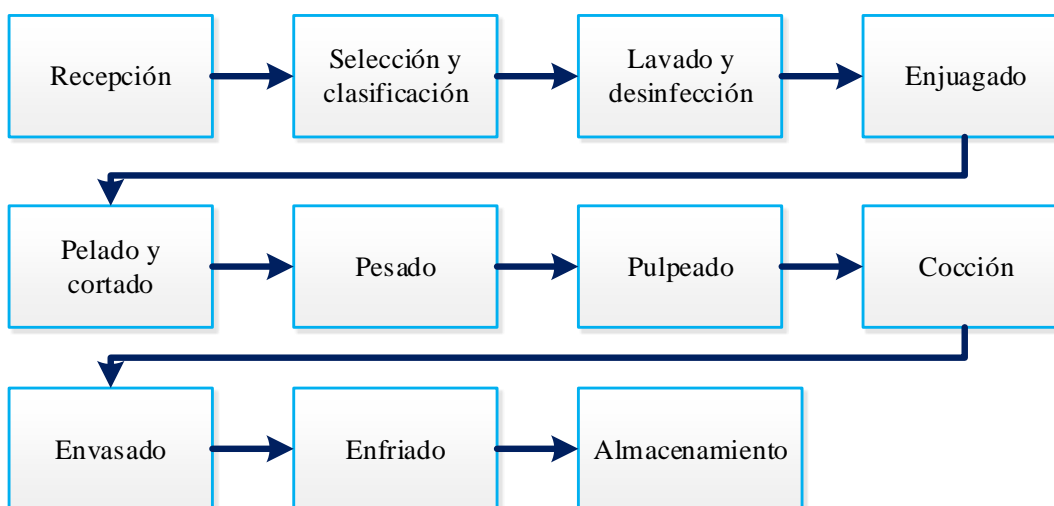 Recepción
Selección y
clasificación
Lavado y
desinfección
Enjuagado
Pelado y
cortado
Pesado
Pulpeado
Cocción
Envasado
Enfriado
Almacenamiento